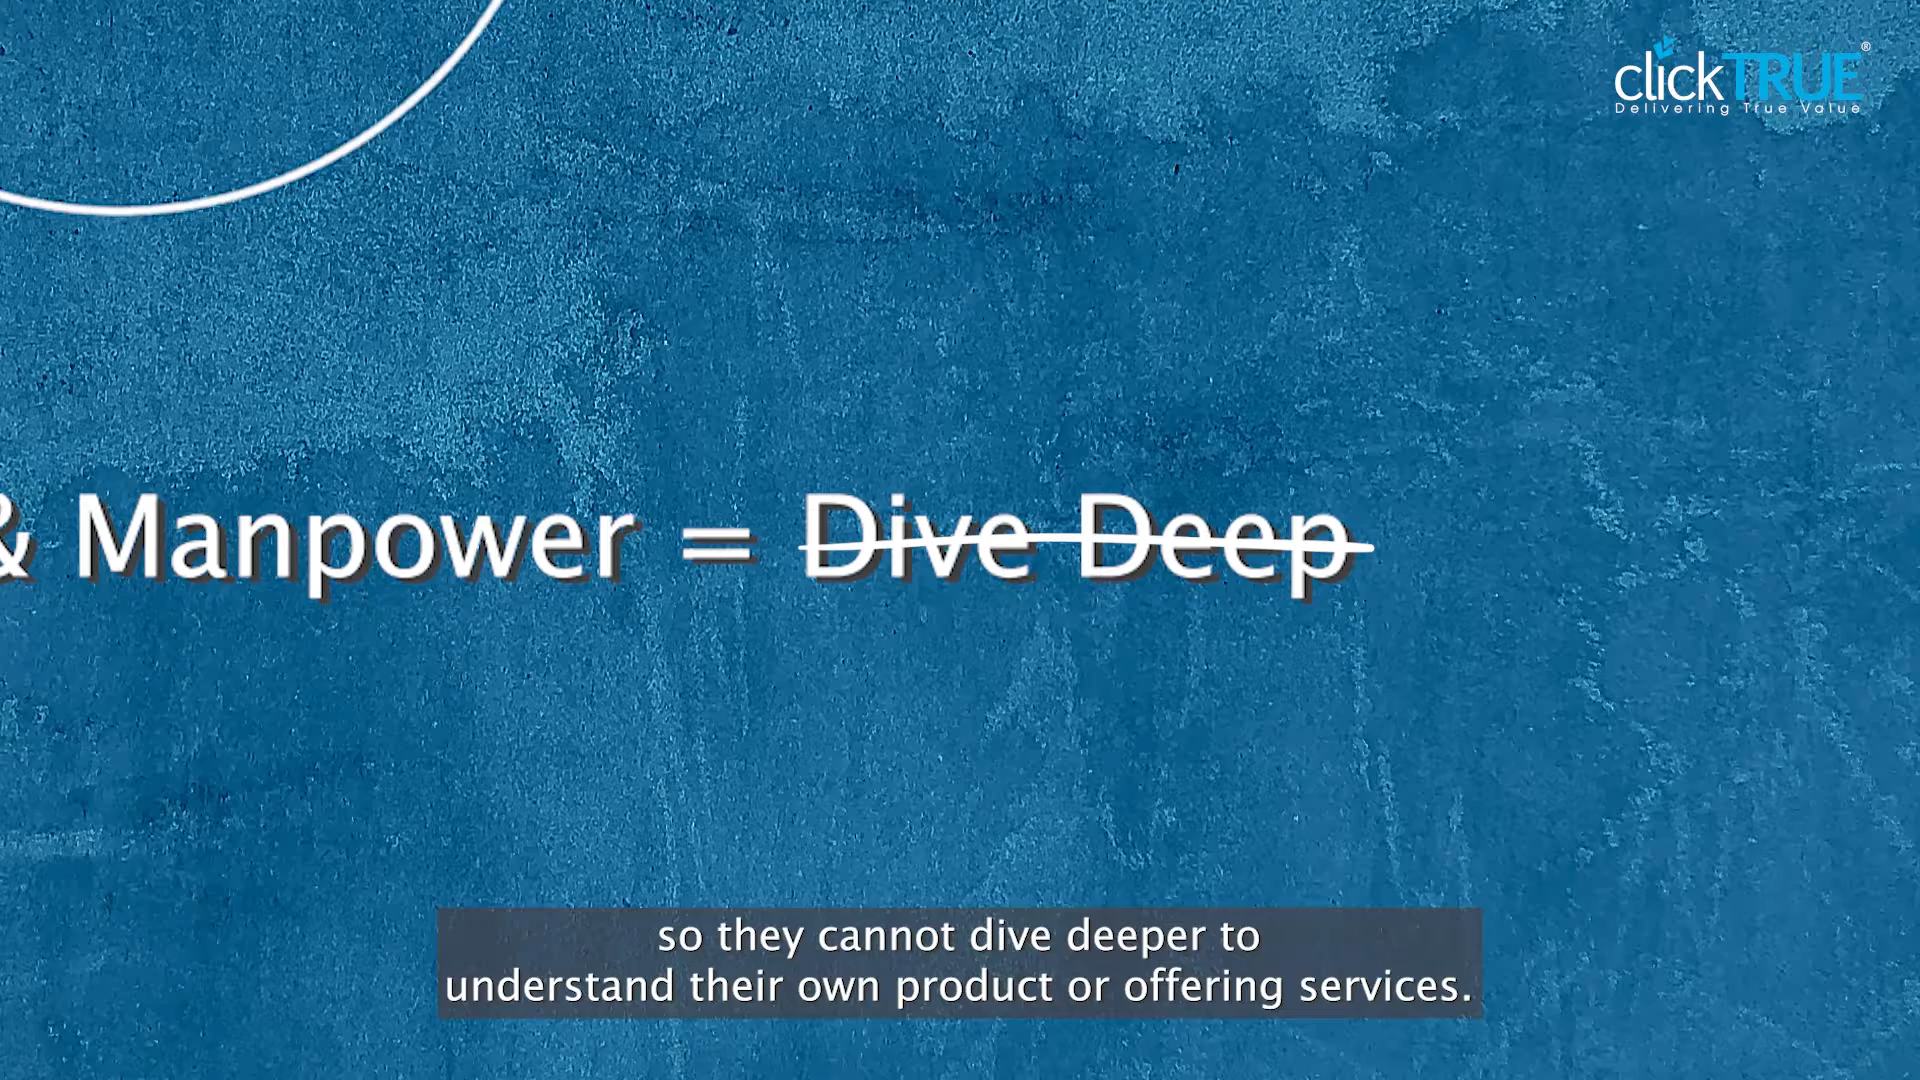 clickTRUE®
Delivering True Value
& Manpower = Dive Deep
so they cannot dive deeper to
understand their own product or offering services.